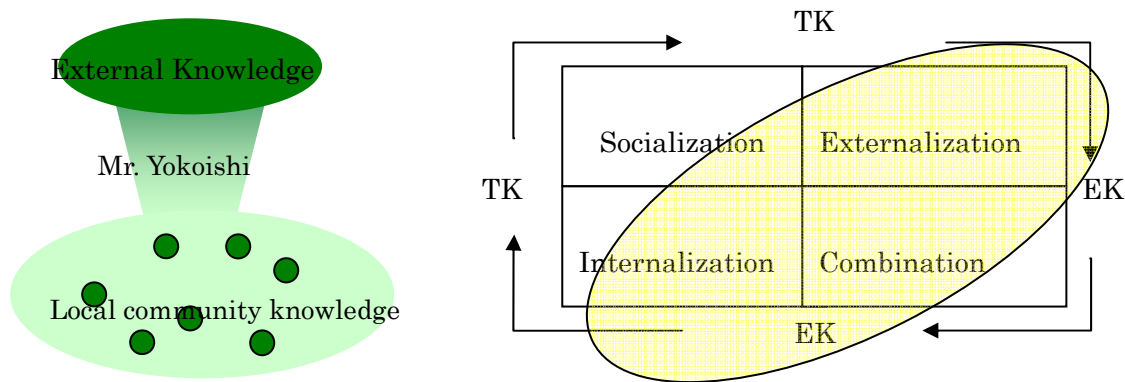 External Knowledge
Mr. Yokoishi
Local community knowledge
TK
Socialization
Externalization
TK
EK
Internalization
Combination
EK